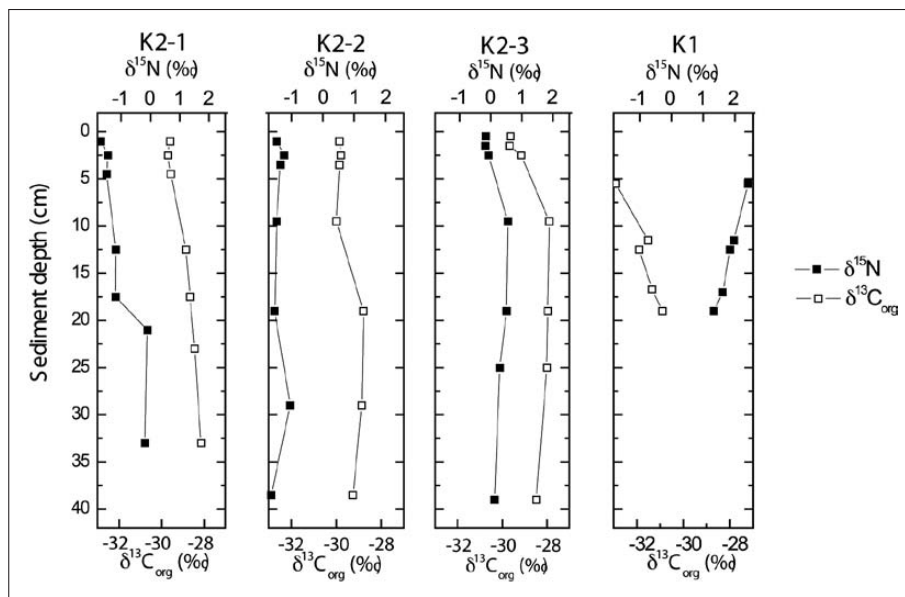 K2-1 K2-2 K2-3 K1
δ¹⁵N (‰) δ¹⁵N (‰) δ¹⁵N (‰) δ¹⁵N (‰)
-1 0 1 2 -1 0 1 2 -1 0 1 2 -1 0 1 2
0
5
10
15
20
25
30
35
40
Sediment depth (cm)
δ¹⁵N
δ¹³Corg
-32 -30 -28 -32 -30 -28 -32 -30 -28 -32 -30 -28
δ¹³Corg (‰) δ¹³Corg (‰) δ¹³Corg (‰) δ¹³Corg (‰)